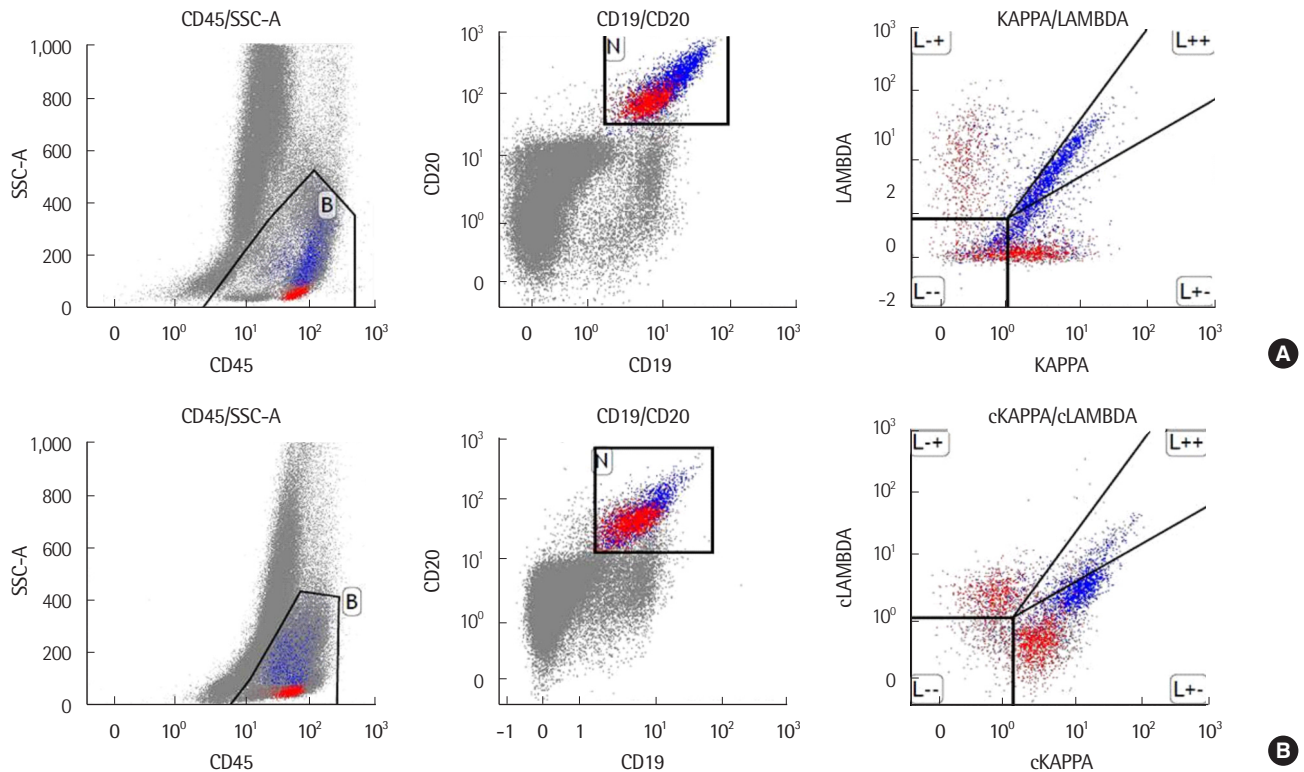 CD45/SSC-A
CD19/CD20
KAPPA/LAMBDA
1,000
800
600
400
200
0
SSC-A
B
0
10⁰
10¹
10²
10³
CD45
10³
10²
10¹
10⁰
0
CD20
N
0
10⁰
10¹
10²
10³
CD19
10³
10²
10¹
2
0
-2
LAMBDA
L-+
L++
L--
L+-
0
10⁰
10¹
10²
10³
KAPPA
A
CD45/SSC-A
CD19/CD20
cKAPPA/cLAMBDA
1,000
800
600
400
200
0
SSC-A
B
0
10⁰
10¹
10²
10³
CD45
10³
10²
10¹
10⁰
0
CD20
N
-1
0
1
10¹
10²
10³
CD19
10³
10²
10¹
10⁰
0
cLAMBDA
L-+
L++
L--
L+-
0
10⁰
10¹
10²
10³
cKAPPA
B